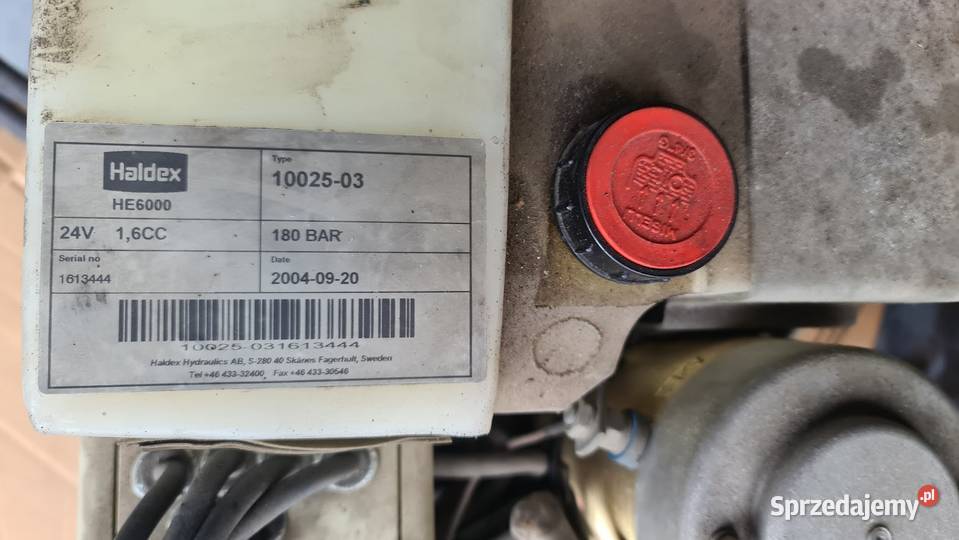 Haldex
HE6000
Type
10025-03
24V 1,6CC
180 BAR
Serial no
1613444
Date
2004-09-20
10025-031613444
Haldex Hydraulics AB, S-280 40 Skånes Fagerhult, Sweden
Tel +46 433-32400 Fax +46 433-30546
Sprzedajemy.pl